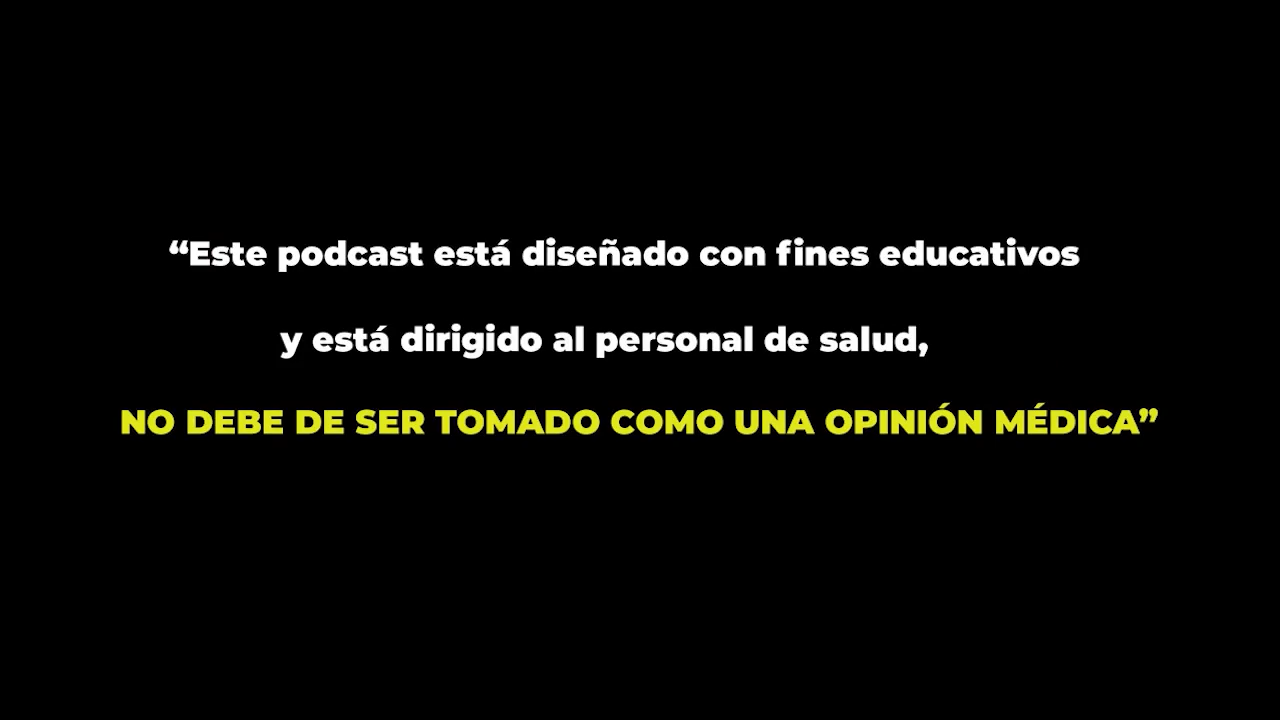 “Este podcast está diseñado con fines educativos
y está dirigido al personal de salud,
NO DEBE DE SER TOMADO COMO UNA OPINIÓN MÉDICA”